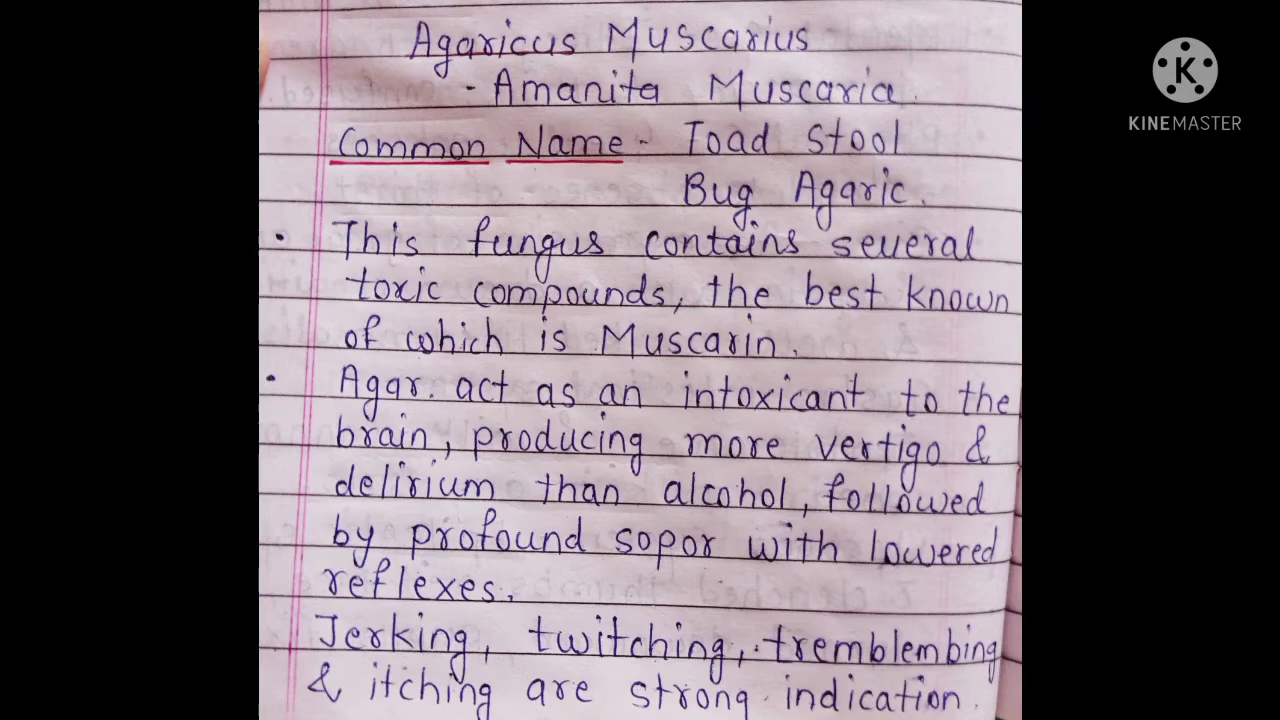 Agaricus Muscarius
- Amanita Muscaria.
Common Name - Toad Stool
Bug Agaric.
• This fungus contains several
toxic compounds, the best known
of which is Muscarin.
• Agar. act as an intoxicant to the
brain, producing more vertigo &
delirium than alcohol, followed
by profound sopor with lowered
reflexes.
Jerking, twitching, tremblembing
& itching are strong indication.
K
KINEMASTER